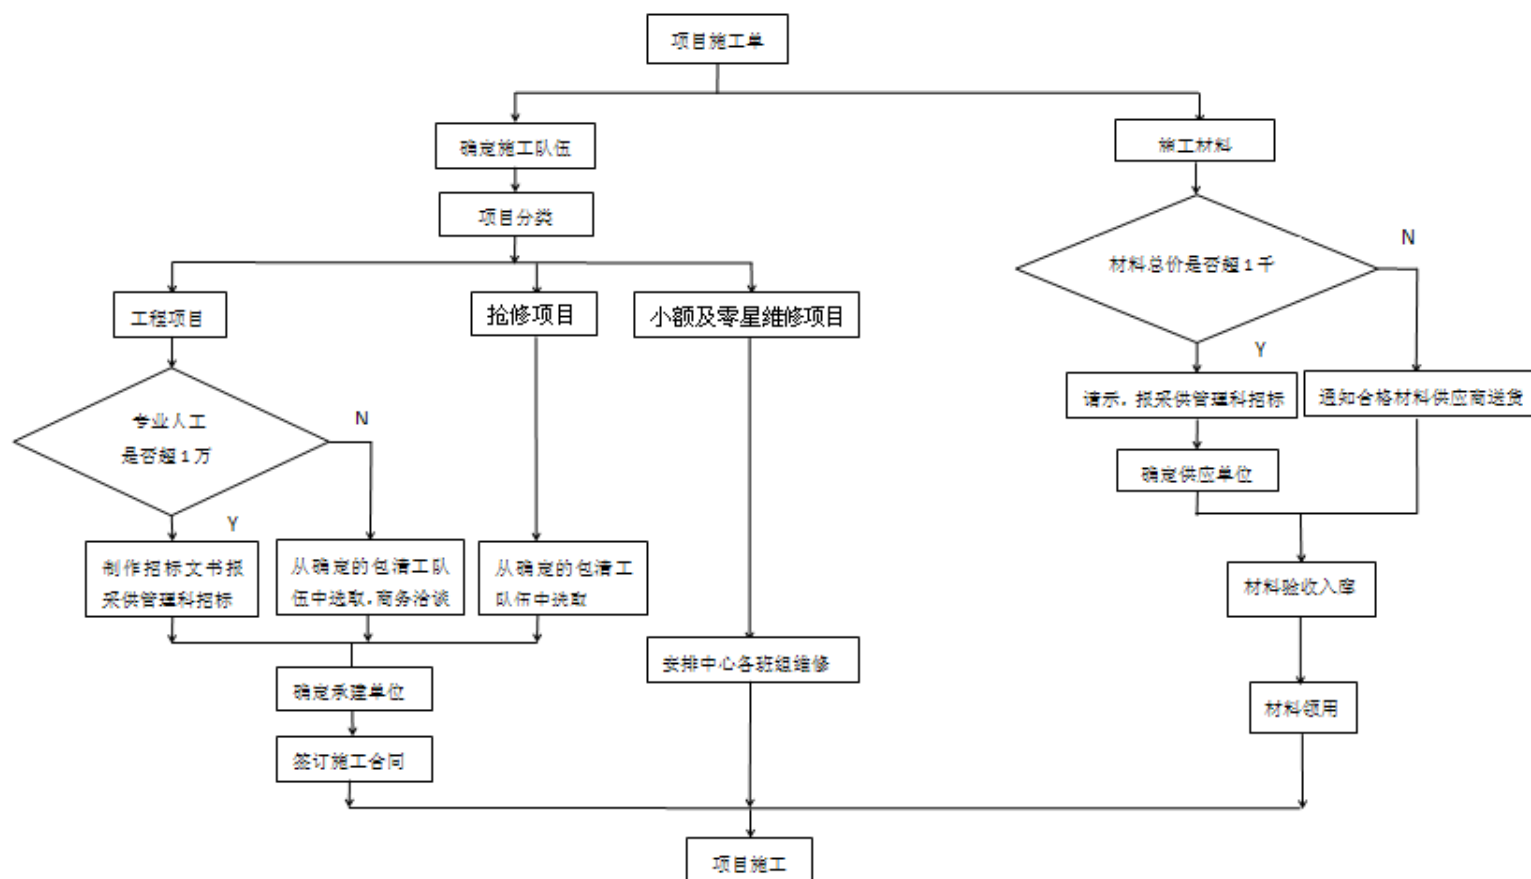 项目施工单
确定施工队伍
施工材料
项目分类
N
材料总价是否超1千
工程项目
抢修项目
小额及零星维修项目
Y
请示，报采供管理科招标
通知合格材料供应商送货
专业人工
是否超1万
N
确定供应单位
Y
制作招标文书报
采供管理科招标
从确定的包清工队
伍中选取，商务洽谈
从确定的包清工
队伍中选取
材料验收入库
安排中心各班组维修
确定承建单位
材料领用
签订施工合同
项目施工